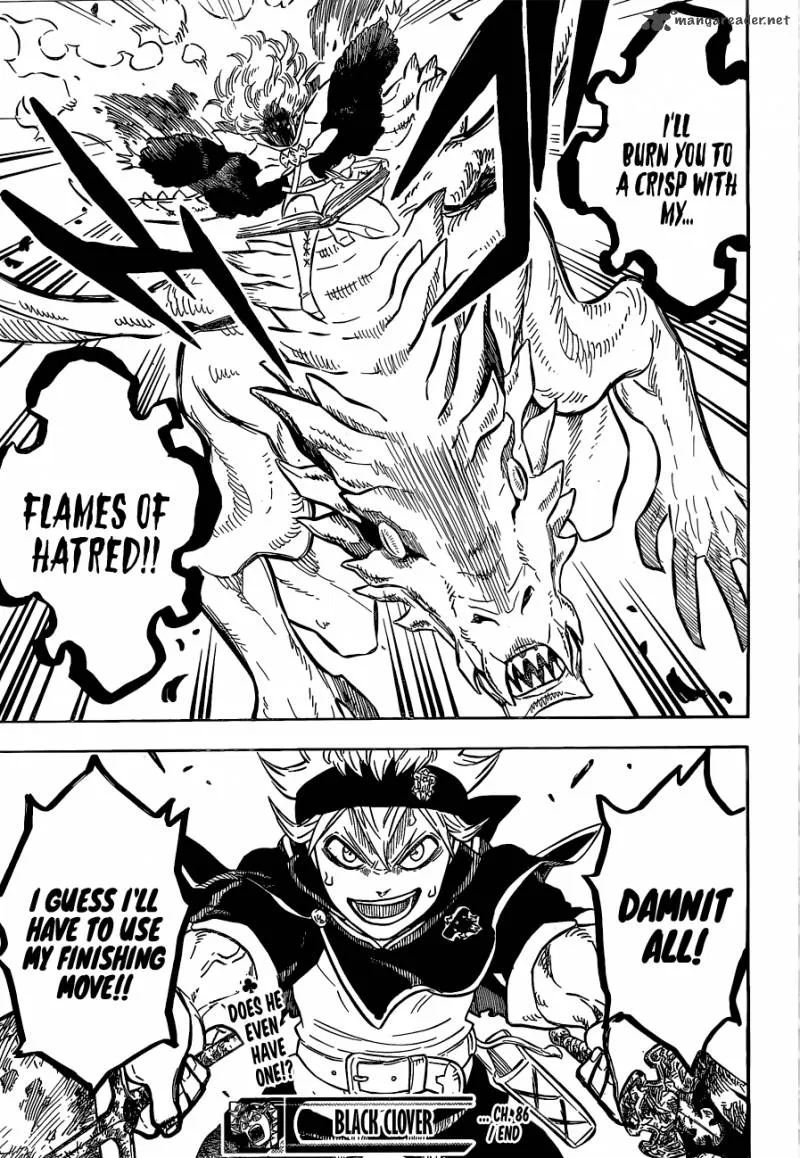 mangareader.net
I'LL
BURN YOU TO
A CRISP WITH
MY...
FLAMES OF
HATRED!!
DAMNIT
ALL!
I GUESS I'LL
HAVE TO USE
MY FINISHING
MOVE!!
DOES HE
EVEN
HAVE
ONE!?
BLACK CLOVER
... CH. 86
/ END